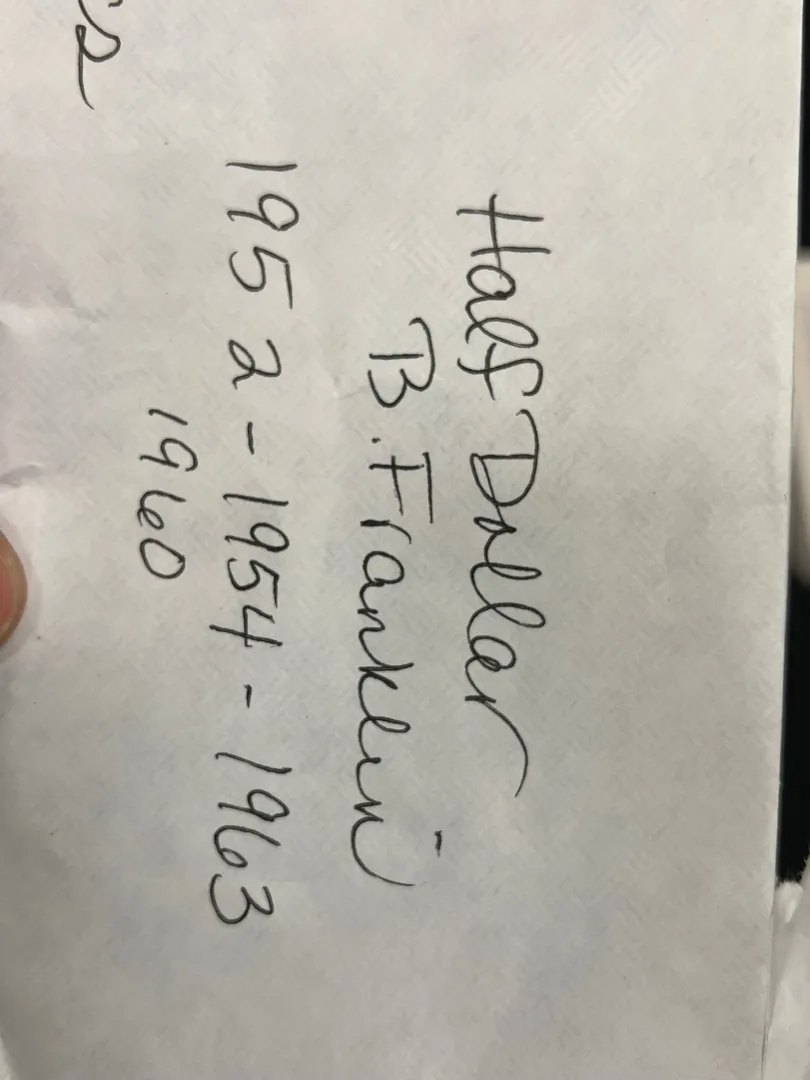 Half Dollar
B. Franklin
1952 - 1954 - 1963
1960